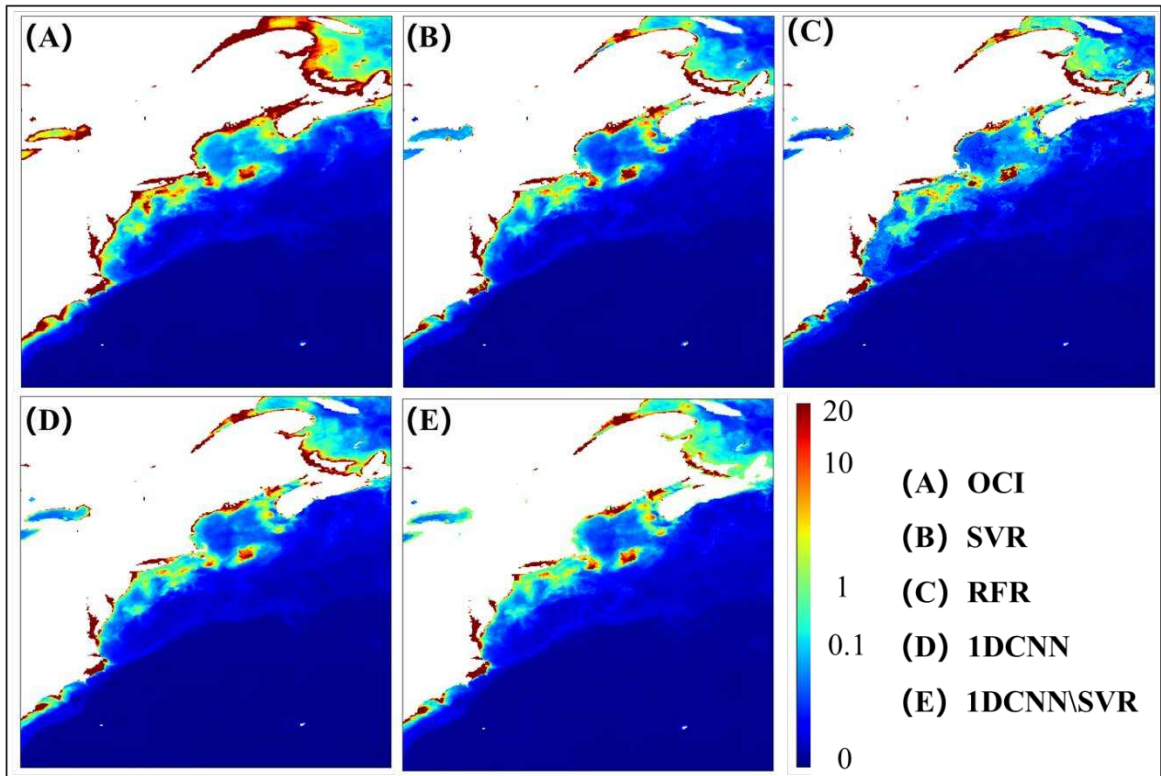 (A)
(B)
(C)
(D)
(E)
20
10
1
0.1
0
(A) OCI
(B) SVR
(C) RFR
(D) 1DCNN
(E) 1DCNN\SVR